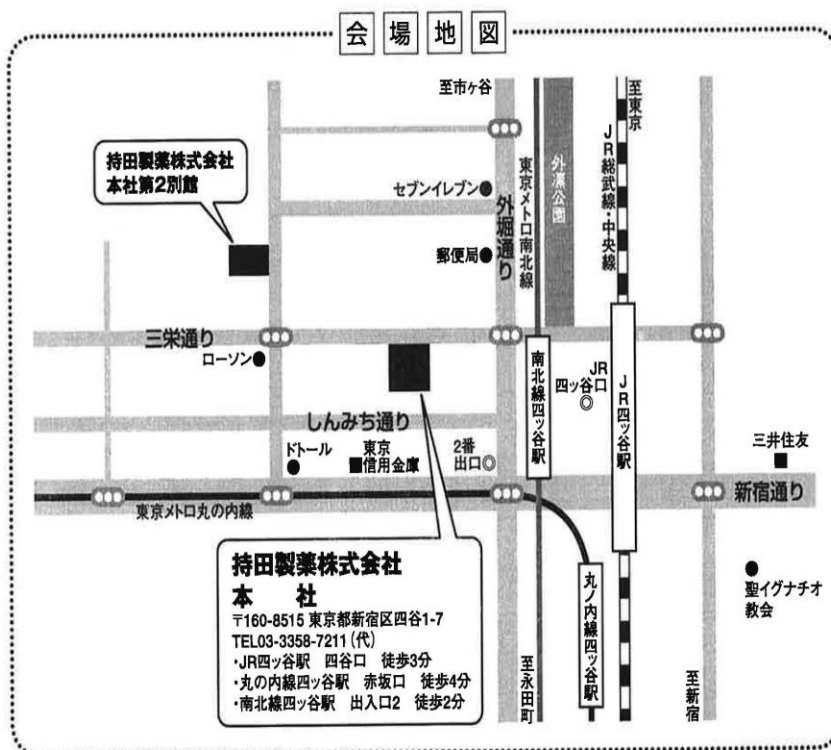 会場地図
至市ヶ谷
至東京
JR総武線・中央線
持田製薬株式会社
本社第2別館
セブンイレブン
外堀通り
東京メトロ南北線
外濠公園
郵便局
三栄通り
ローソン
南北線四ッ谷駅
JR
四ッ谷口
JR四ッ谷駅
しんみち通り
ドトール
東京
信用金庫
2番
出口
三井住友
新宿通り
東京メトロ丸の内線
持田製薬株式会社
本 社
〒160-8515 東京都新宿区四谷1-7
TEL03-3358-7211(代)
・JR四ッ谷駅 四谷口 徒歩3分
・丸の内線四ッ谷駅 赤坂口 徒歩4分
・南北線四ッ谷駅 出入口2 徒歩2分
丸ノ内線四ッ谷駅
聖イグナチオ
教会
至永田町
至新宿